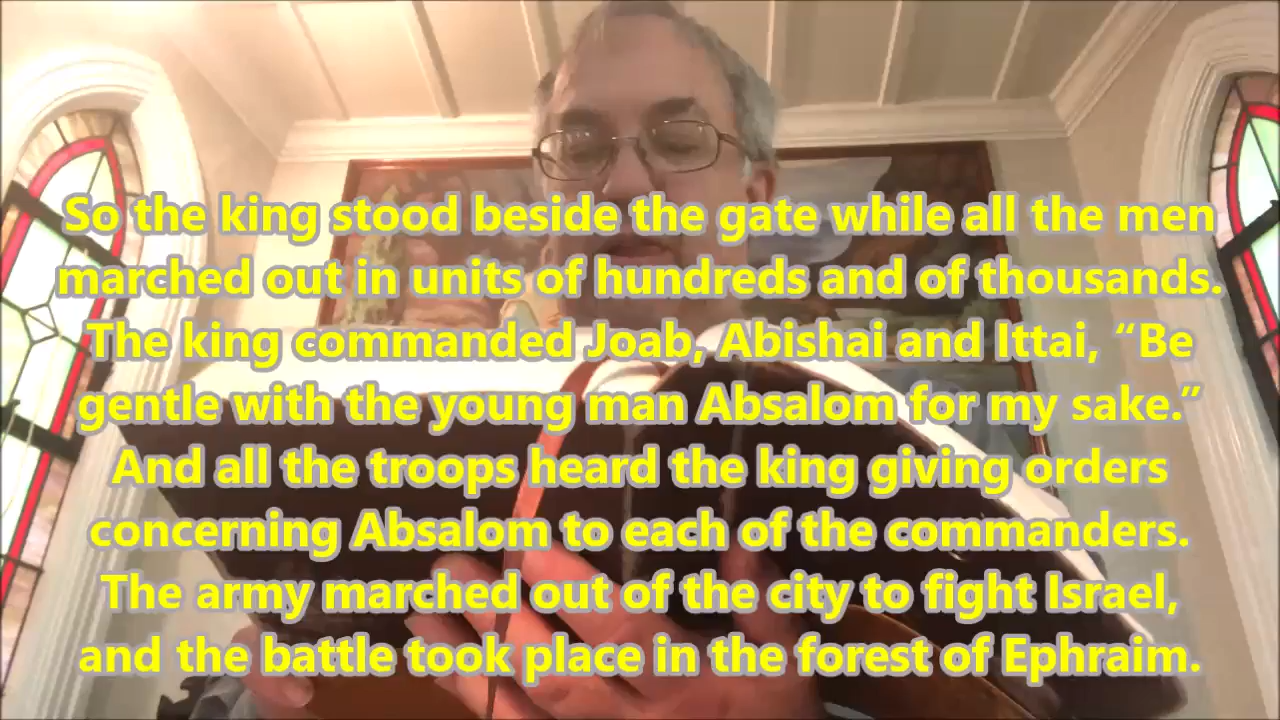 So the king stood beside the gate while all the men
marched out in units of hundreds and of thousands.
The king commanded Joab, Abishai and Ittai, “Be
gentle with the young man Absalom for my sake.”
And all the troops heard the king giving orders
concerning Absalom to each of the commanders.
The army marched out of the city to fight Israel,
and the battle took place in the forest of Ephraim.